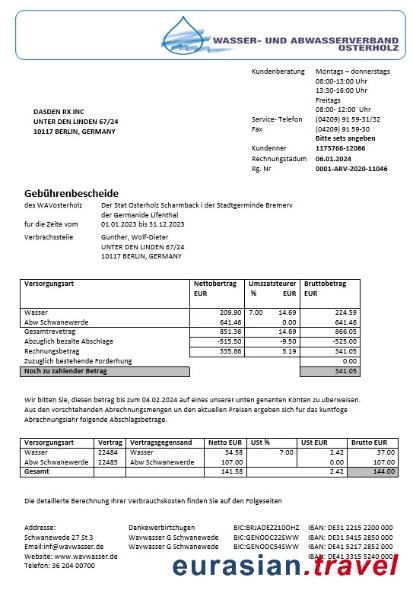 WASSER- UND ABWASSERVERBAND
OSTERHOLZ
Kundenberatung Montags – donnerstags
08:00-13:00 Uhr
13:30-16:00 Uhr
Freitags
08:00- 12:00 Uhr
DASDEN RX INC
UNTER DEN LINDEN 67/24
10117 BERLIN, GERMANY
Service- Telefon (04209) 91 59-31/32
Fax (04209) 91 59-30
Bitte sets angeben
Kundenner 1175766-12086
Rechnungstadum 06.01.2024
Rg. Nr 0001-ARV-2020-11046
Gebührenbescheide
des WAVosterholz Der Stat Osterholz Scharmback i der Stadtgerminde Bremerv
der Germanide Lifenthal
für die Zeite vom 01.01.2023 bis 31.12.2023
Verbrachsstelle Gunther, Wolf-Dieter
UNTER DEN LINDEN 67/24
10117 BERLIN, GERMANY
Versorgungsart Nettobertrag Umzatsteuer Bruttobetrag
EUR % EUR EUR
Wasser 209.90 7.00 14.69 224.59
Abw Schwanewerde 641.46 0.00 641.46
Gesamtrevetrag 851.36 14.69 866.05
Abzuglich bezalte Abschlage -515.50 -9.50 -525.00
Rechnungsbetrag 335.86 5.19 341.05
Zuzuglich bestehende Fordehung 0.00
Noch zu zahlender Betrag 341.05
Wir bitten Sie, diesen betrag bis zum 04.02.2024 auf eines unserer unten genanten Konten zu uberweisen.
Aus den vorschtehenden Abrechnungsmengen un den aktuellen Preisen ergeben sich fur das kuntfoge
Abrechnungsiahr folgende Abschlagsbetrage.
Versorgungsart Vertrag Vertragsgegensand Netto EUR USt % USt EUR Brutto EUR
Wasser 22484 Wasser 34.58 7.00 2.42 37.00
Abw Schwanewerde 22485 Abw Schwanewerde 107.00 0.00 107.00
Gesamt 141.58 2.42 144.00
Die detailierte Berechnung Ihrer Verbrauchskosten finden Sie auf den Folgeseiten
Addresse: Dankeverbirtchugen BIC:BRJADEZ210OHZ IBAN: DE31 2215 2200 000
Schwanewede 27 St 3 Wavwasser G Schwanewede BIC:GENODC22SWW IBAN: DE31 5415 2850 000
Email:inf@wavwasser.de Wavwasser G Schwanewede BIC:GENODC54SWW IBAN: DE41 5217 2852 000
Website: www.wavwasser.de IBAN: DE41 3315 5240 000
Telefon: 36 204 00700
eurasian.travel